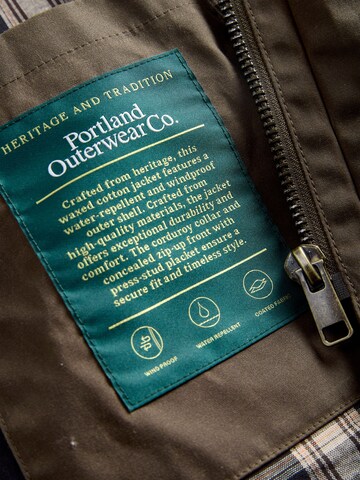 HERITAGE AND TRADITION
Portland
Outerwear Co.
Crafted from heritage, this
waxed cotton jacket features a
water-repellent and windproof
outer shell. Crafted from
high-quality materials, the jacket
offers exceptional durability and
comfort. The corduroy collar and
concealed zip-up front with
press-stud placket ensure a
secure fit and timeless style.
WIND PROOF
WATER REPELLENT
COATED FABRIC